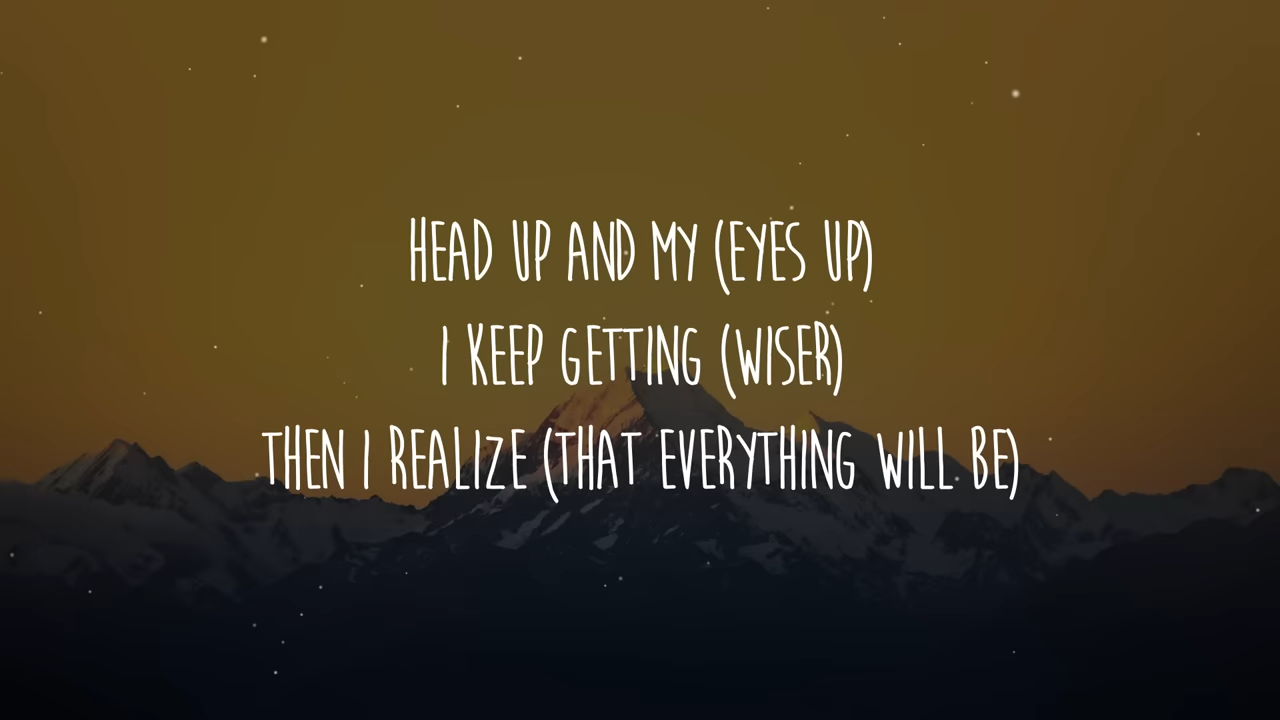 HEAD UP AND MY (EYES UP)
I KEEP GETTING (WISER)
THEN I REALIZE (THAT EVERYTHING WILL BE)